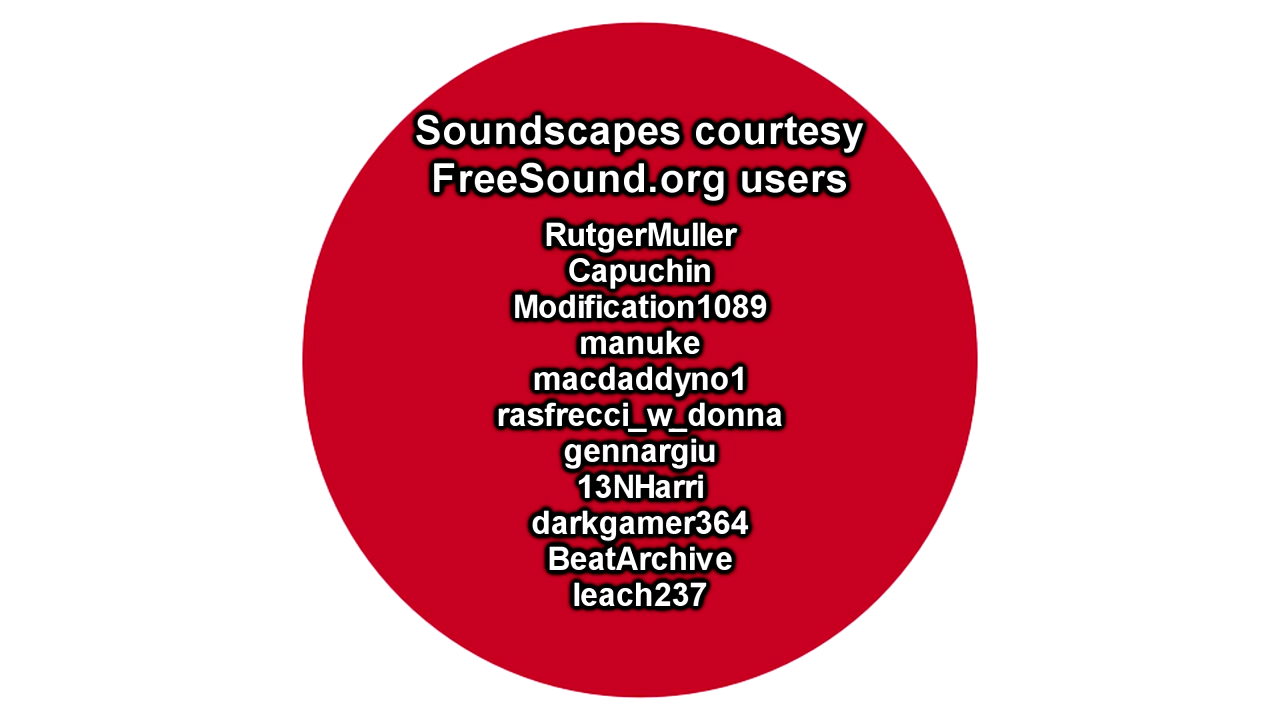 Soundscapes courtesy
FreeSound.org users
RutgerMuller
Capuchin
Modification1089
manuke
macdaddyno1
rasfrecci_w_donna
gennargiu
13NHarri
darkgamer364
BeatArchive
leach237